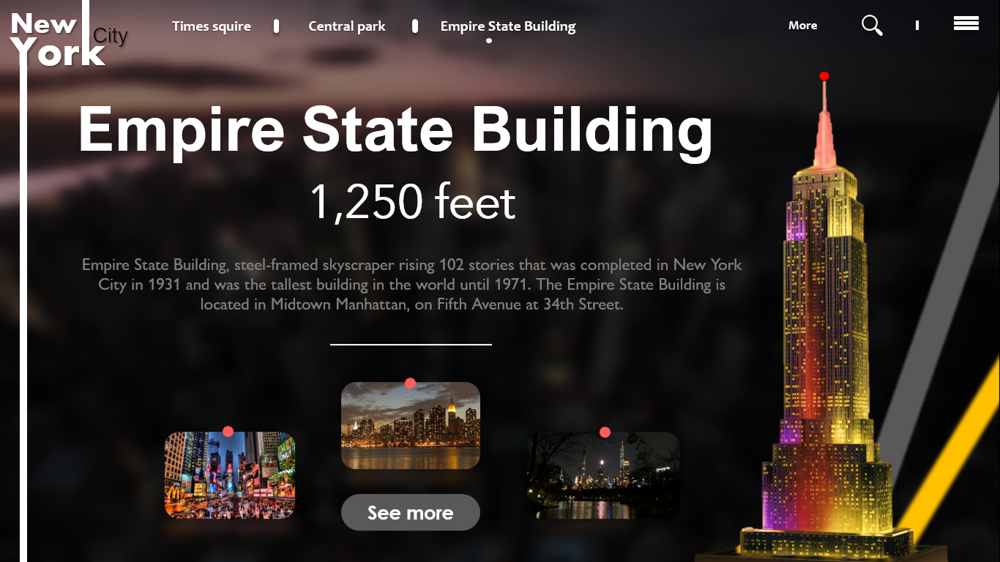 New
City
York
Times squire
Central park
Empire State Building
More
Empire State Building
1,250 feet
Empire State Building, steel-framed skyscraper rising 102 stories that was completed in New York
City in 1931 and was the tallest building in the world until 1971. The Empire State Building is
located in Midtown Manhattan, on Fifth Avenue at 34th Street.
See more